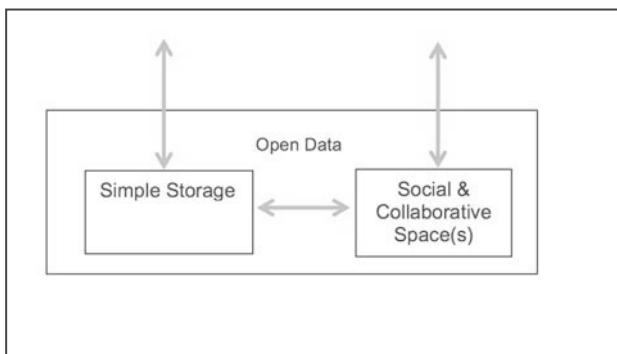 Open Data
Simple Storage
Social &
Collaborative
Space(s)